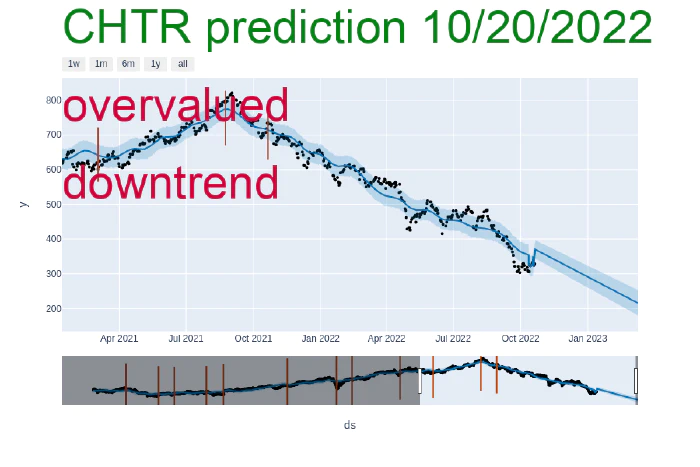 CHTR prediction 10/20/2022
1w 1m 6m 1y all
overvalued
downtrend
y
800
700
600
500
400
300
200
Apr 2021 Jul 2021 Oct 2021 Jan 2022 Apr 2022 Jul 2022 Oct 2022 Jan 2023
ds